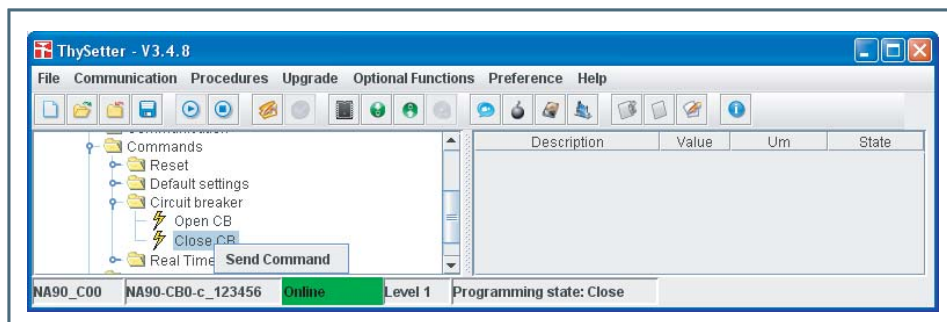 ThySetter - V3.4.8
File Communication Procedures Upgrade Optional Functions Preference Help
Description Value Um State
Communication
Commands
Reset
Default settings
Circuit breaker
Open CB
Close CB
Real Time
Send Command
NA90_C00 NA90-CB0-c_123456 Online Level 1 Programming state: Close